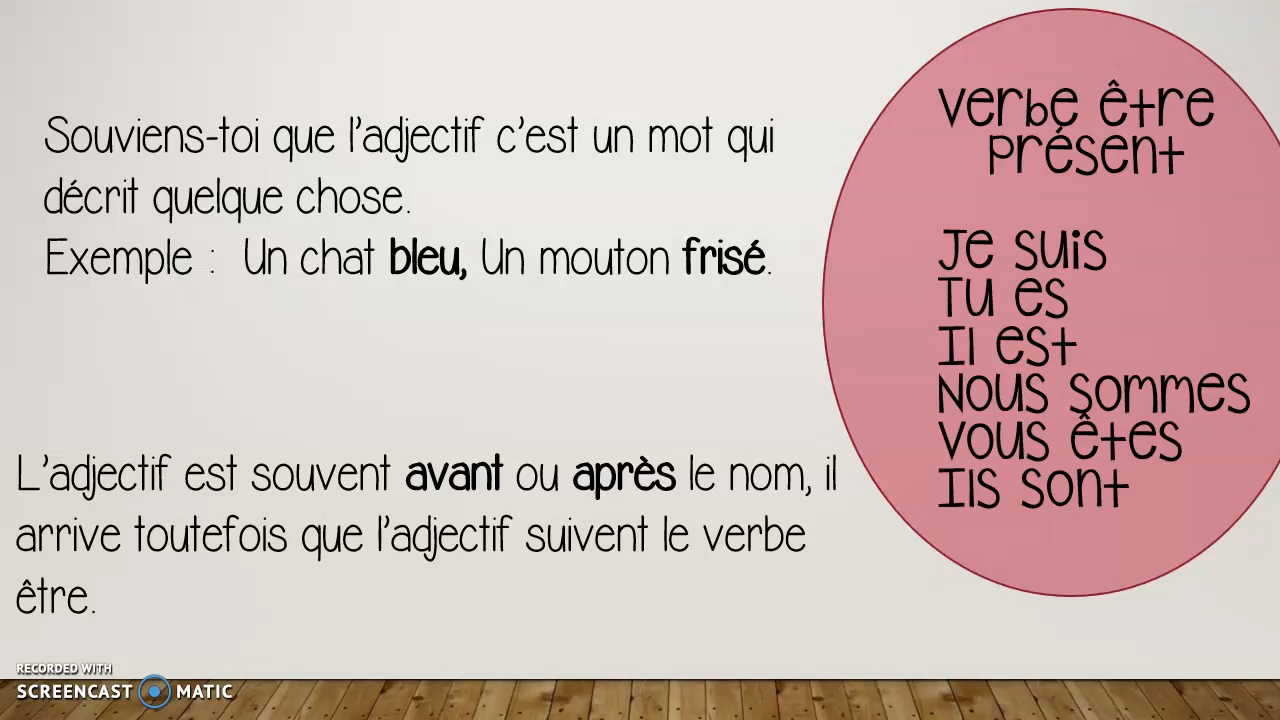 Souviens-toi que l'adjectif c'est un mot qui
décrit quelque chose.
Exemple : Un chat bleu, Un mouton frisé.
L'adjectif est souvent avant ou après le nom, il
arrive toutefois que l'adjectif suivent le verbe
être.
Verbe être
présent
Je suis
Tu es
Il est
Nous sommes
Vous êtes
Ils sont
RECORDED WITH
SCREENCAST MATIC